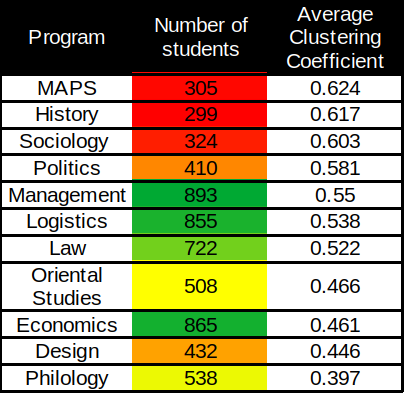 Program Number of students Average Clustering Coefficient
MAPS 305 0.624
History 299 0.617
Sociology 324 0.603
Politics 410 0.581
Management 893 0.55
Logistics 855 0.538
Law 722 0.522
Oriental Studies 508 0.466
Economics 865 0.461
Design 432 0.446
Philology 538 0.397